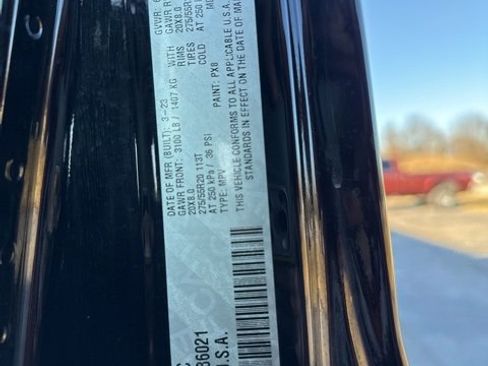 DATE OF MFR (BUILT): 3-23
GVWR:
GAWR FRONT: 3100 LB / 1407 KG WITH
GAWR R
20X8.0 RIMS
20X8.0
275/55R20 113T TIRES
275/55R
AT 250 kPa / 36 PSI COLD
AT 250
TYPE: MPV PAINT: PX8
THIS VEHICLE CONFORMS TO ALL APPLICABLE U.S.A.
STANDARDS IN EFFECT ON THE DATE OF MA
36021
U.S.A.